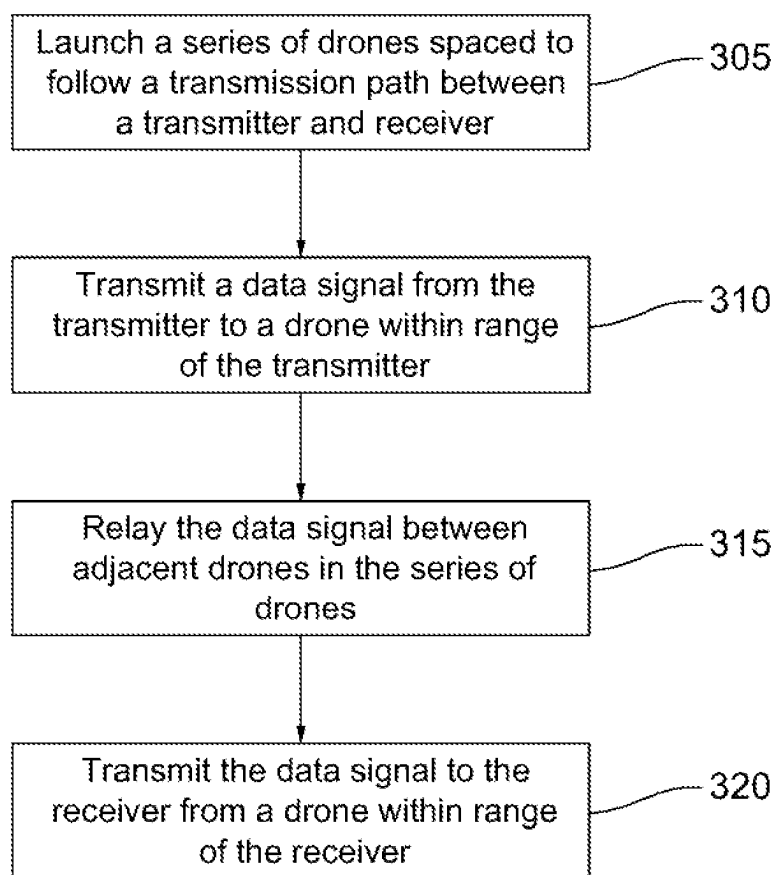 Launch a series of drones spaced to
follow a transmission path between
a transmitter and receiver
305
Transmit a data signal from the
transmitter to a drone within range
of the transmitter
310
Relay the data signal between
adjacent drones in the series of
drones
315
Transmit the data signal to the
receiver from a drone within range
of the receiver
320